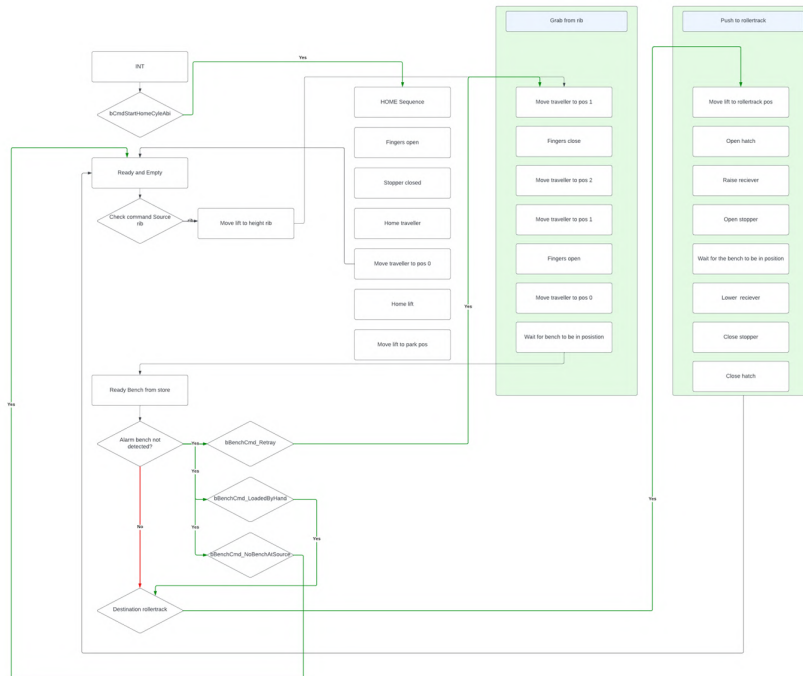 Grab from rib
Push to rollertrack
Yes
INT
HOME Sequence
Move traveller to pos 1
Move lift to rollertrack pos
bCmdStartHomeCyleAbi
Fingers open
Fingers close
Open hatch
Ready and Empty
Stopper closed
Move traveller to pos 2
Raise reciever
Check command Source
rib
rib
Move lift to height rib
Home traveller
Move traveller to pos 1
Open stopper
Move traveller to pos 0
Fingers open
Wait for the bench to be in position
Home lift
Move traveller to pos 0
Lower reciever
Yes
Move lift to park pos
Wait for bench to be in posistion
Close stopper
Ready Bench from store
Close hatch
Yes
Alarm bench not
detected?
Yes
bBenchCmd_Retray
Yes
bBenchCmd_LoadedByHand
Yes
No
Yes
Yes
bBenchCmd_NoBenchAtSource
Destination rollertrack